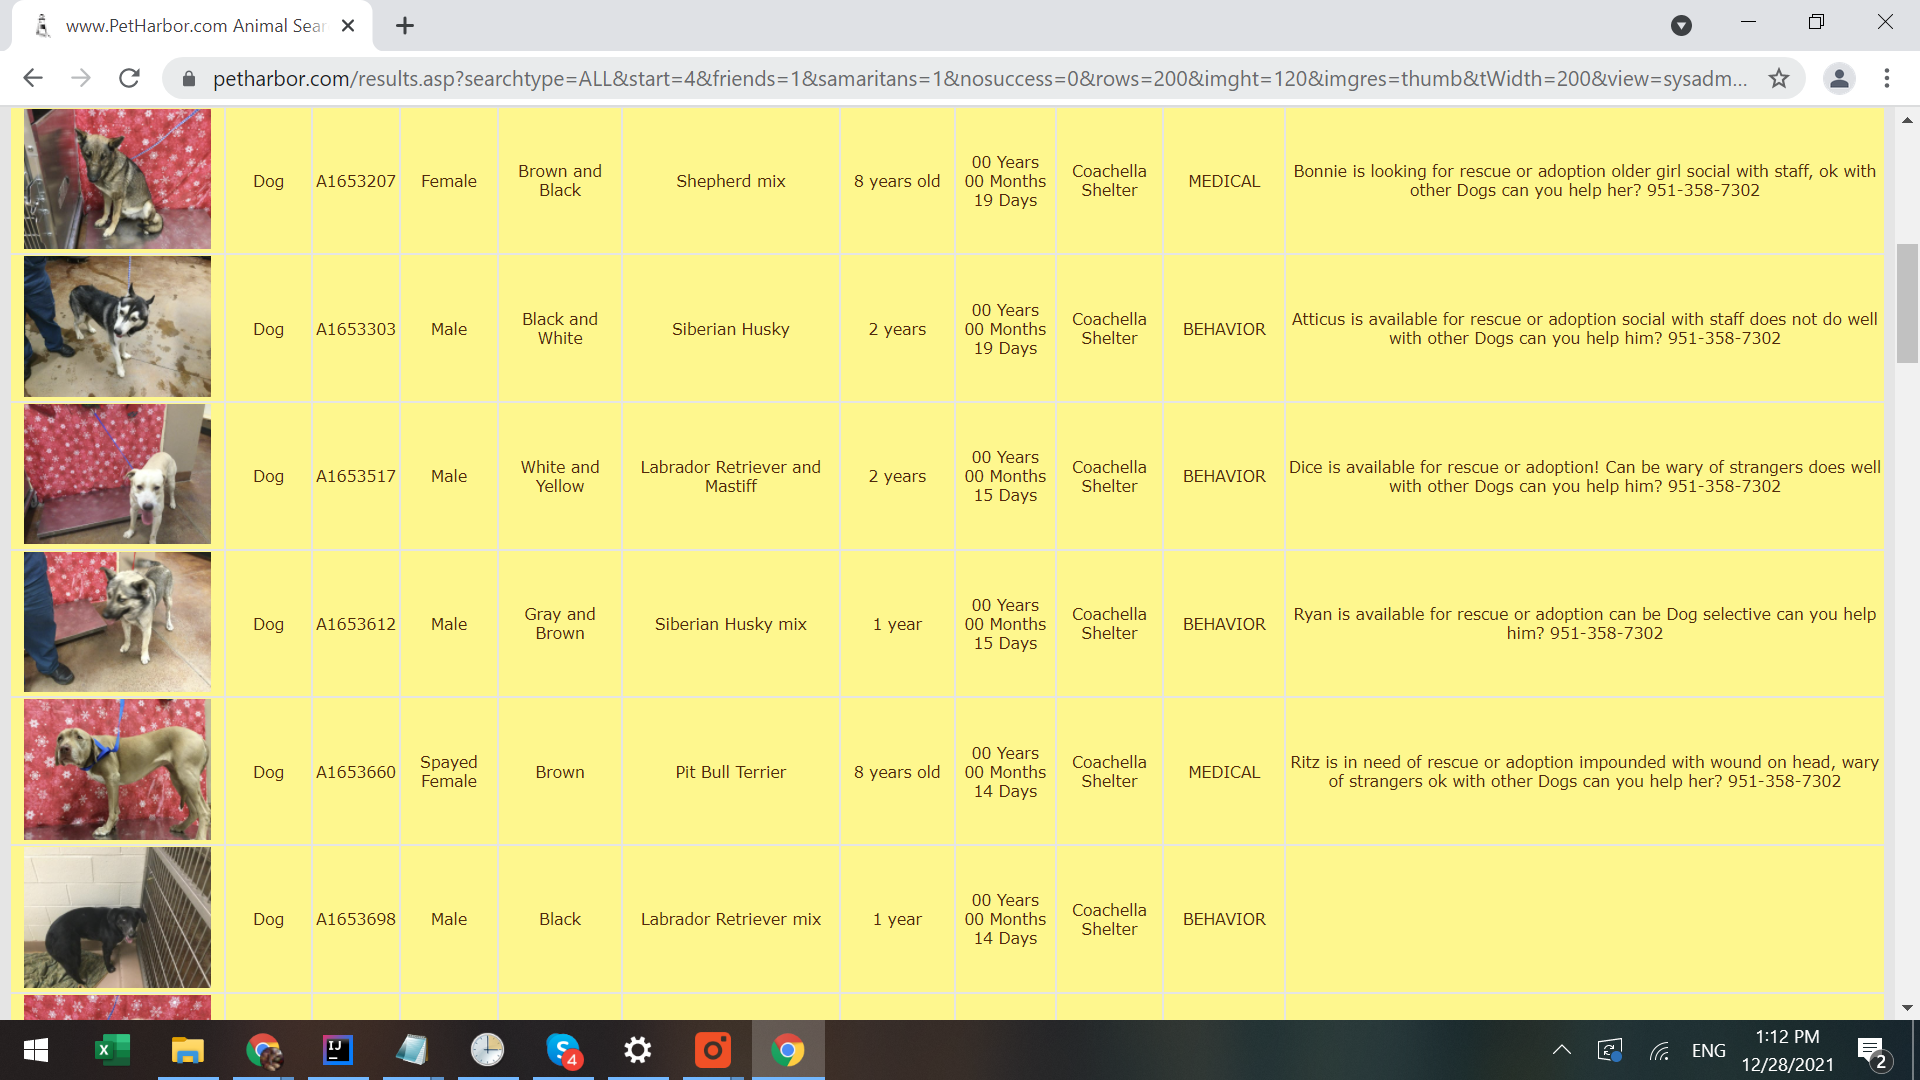 www.PetHarbor.com Animal Sear
petharbor.com/results.asp?searchtype=ALL&start=4&friends=1&samaritans=1&nosuccess=0&rows=200&imght=120&imgres=thumb&tWidth=200&view=sysadm...
Dog
A1653207
Female
Brown and
Black
Shepherd mix
8 years old
00 Years
00 Months
19 Days
Coachella
Shelter
MEDICAL
Bonnie is looking for rescue or adoption older girl social with staff, ok with
other Dogs can you help her? 951-358-7302
Dog
A1653303
Male
Black and
White
Siberian Husky
2 years
00 Years
00 Months
19 Days
Coachella
Shelter
BEHAVIOR
Atticus is available for rescue or adoption social with staff does not do well
with other Dogs can you help him? 951-358-7302
Dog
A1653517
Male
White and
Yellow
Labrador Retriever and
Mastiff
2 years
00 Years
00 Months
15 Days
Coachella
Shelter
BEHAVIOR
Dice is available for rescue or adoption! Can be wary of strangers does well
with other Dogs can you help him? 951-358-7302
Dog
A1653612
Male
Gray and
Brown
Siberian Husky mix
1 year
00 Years
00 Months
15 Days
Coachella
Shelter
BEHAVIOR
Ryan is available for rescue or adoption can be Dog selective can you help
him? 951-358-7302
Dog
A1653660
Spayed
Female
Brown
Pit Bull Terrier
8 years old
00 Years
00 Months
14 Days
Coachella
Shelter
MEDICAL
Ritz is in need of rescue or adoption impounded with wound on head, wary
of strangers ok with other Dogs can you help her? 951-358-7302
Dog
A1653698
Male
Black
Labrador Retriever mix
1 year
00 Years
00 Months
14 Days
Coachella
Shelter
BEHAVIOR
X
IJ
S
4
ENG
1:12 PM
12/28/2021
2